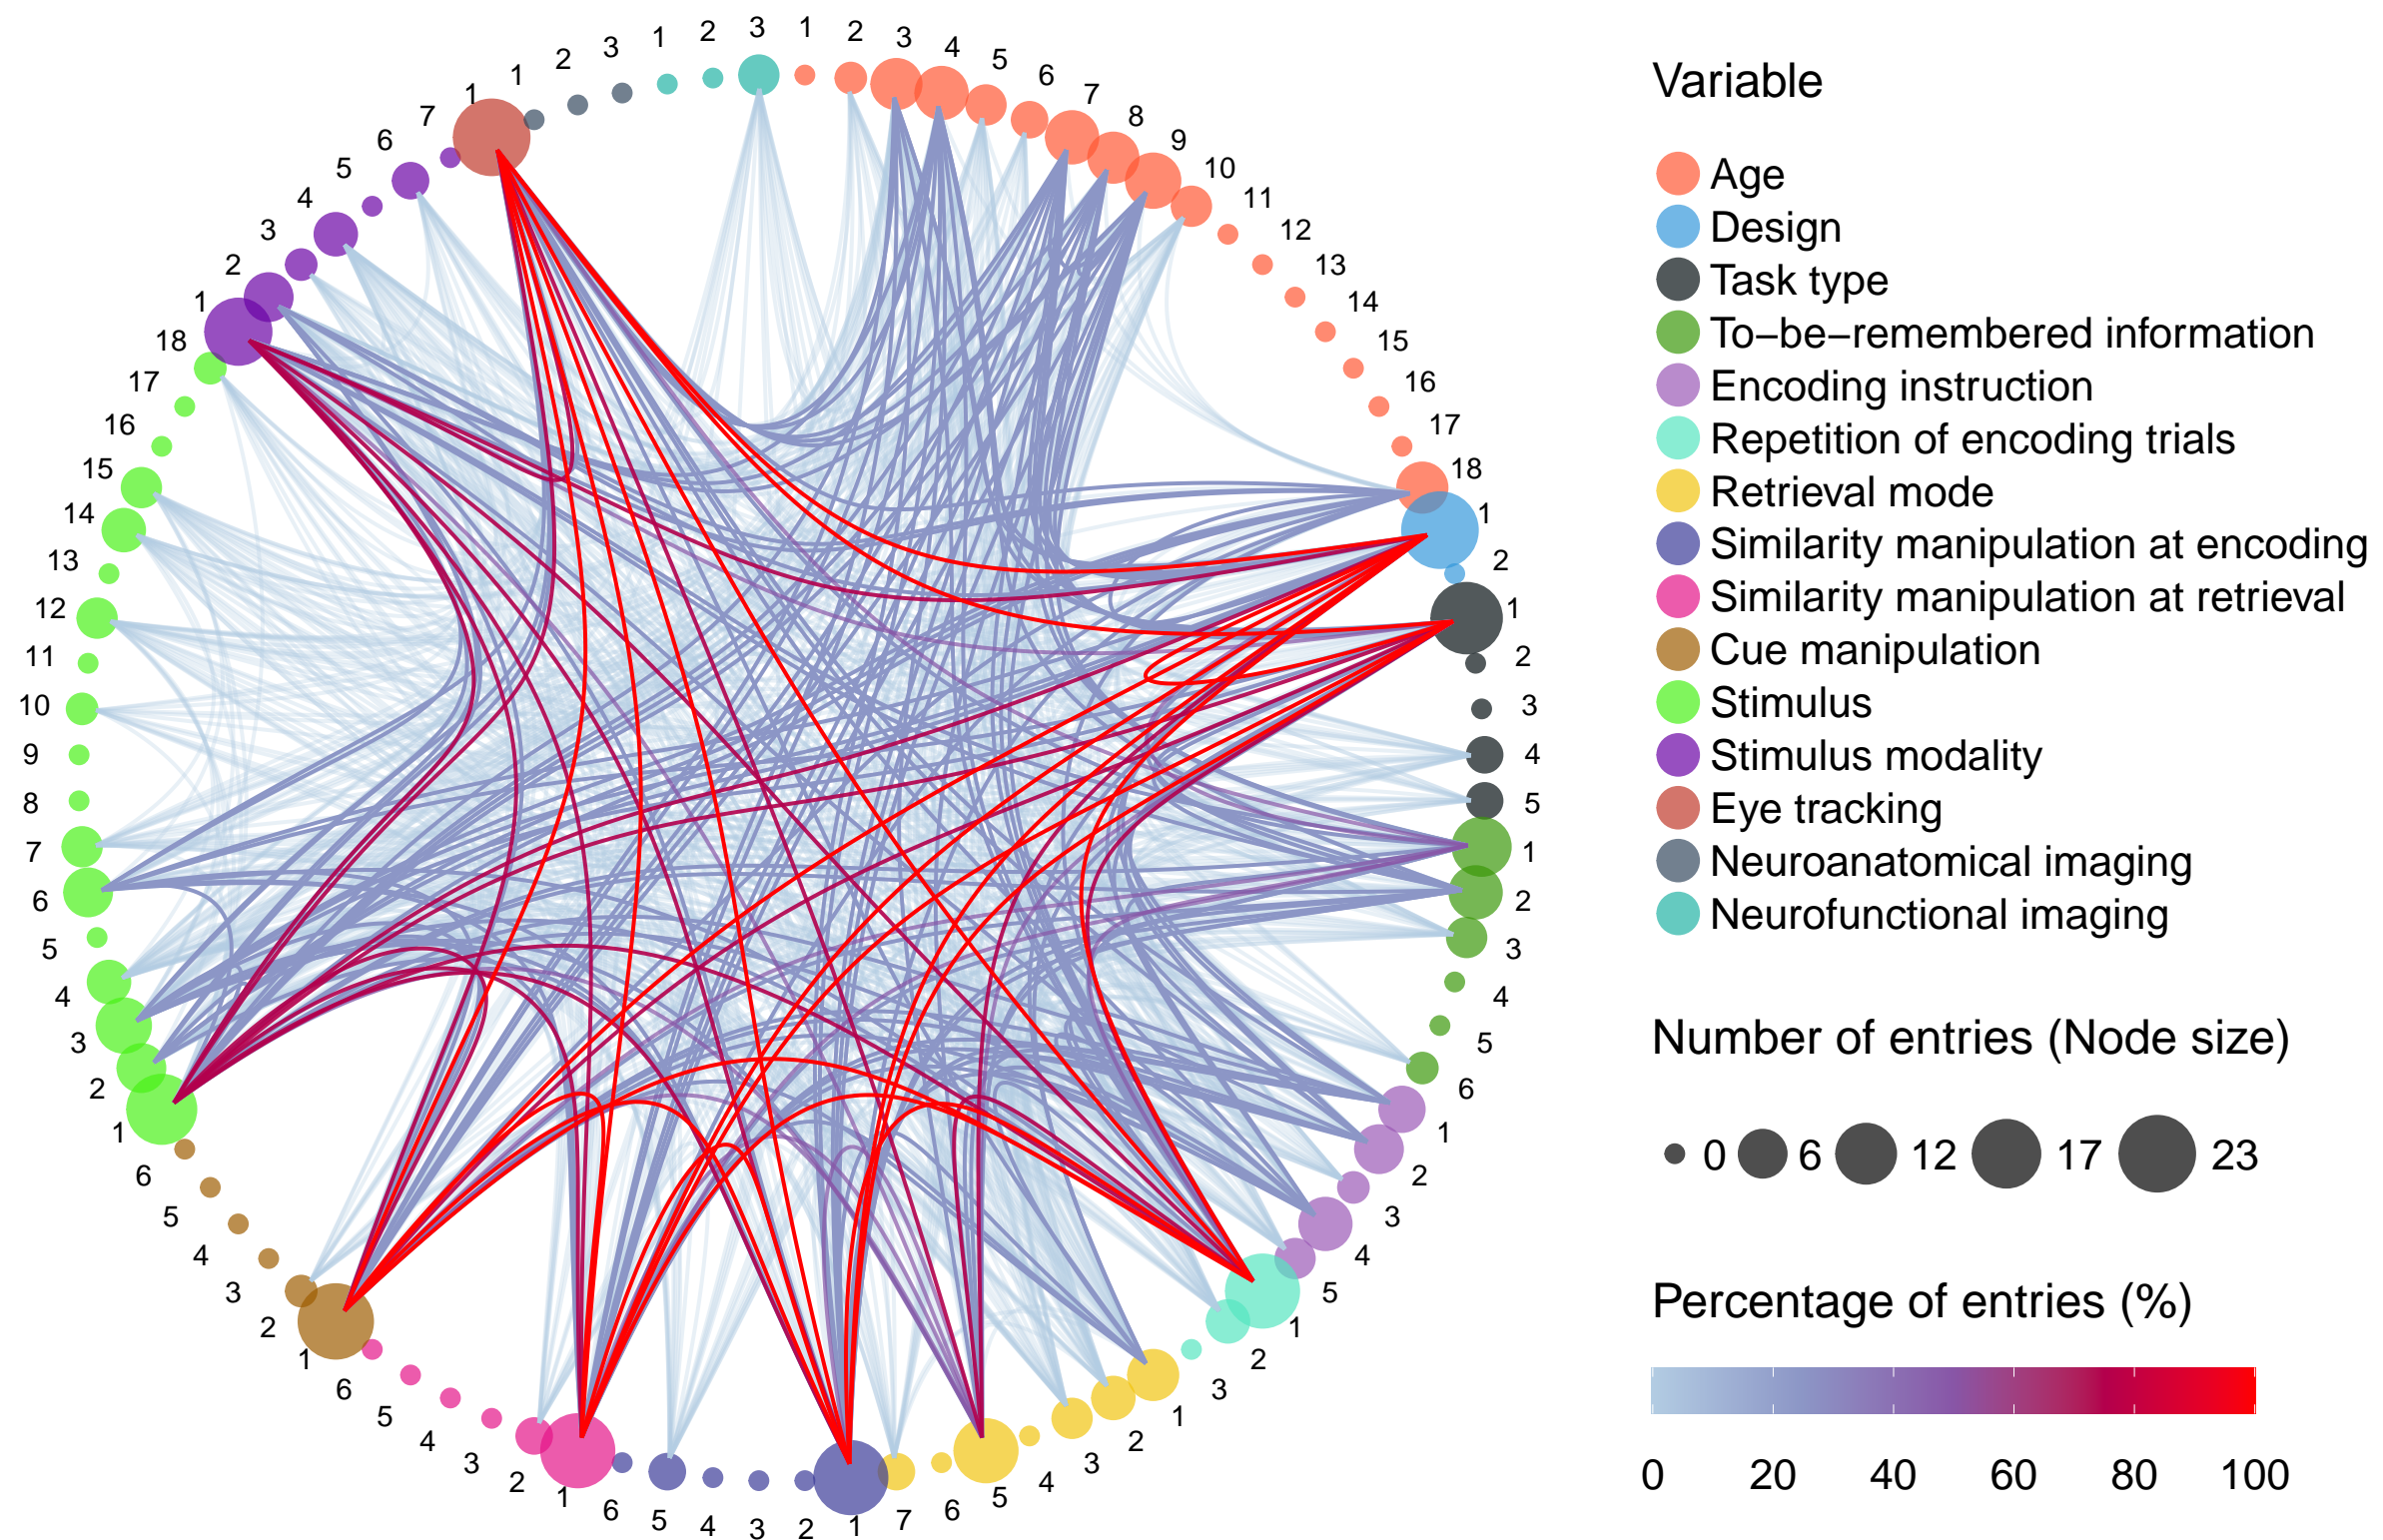 1 2 3 1 2 3 1 2 3 4 5 6 7 8 9 10 11 12 13 14 15 16 17 18
1 2
1 2 3 4 5
1 2 3 4 5 6
1 2 3 4 5
1 2 3
1 2 3 4 5 6 7
1 2 3 4 5 6
1 2 3 4 5 6
1 2 3 4 5 6
1 2 3 4 5 6 7 8 9 10 11 12 13 14 15 16 17 18
1 2 3 4 5 6 7
1
Variable
Age
Design
Task type
To−be−remembered information
Encoding instruction
Repetition of encoding trials
Retrieval mode
Similarity manipulation at encoding
Similarity manipulation at retrieval
Cue manipulation
Stimulus
Stimulus modality
Eye tracking
Neuroanatomical imaging
Neurofunctional imaging
Number of entries (Node size)
0 6 12 17 23
Percentage of entries (%)
0 20 40 60 80 100